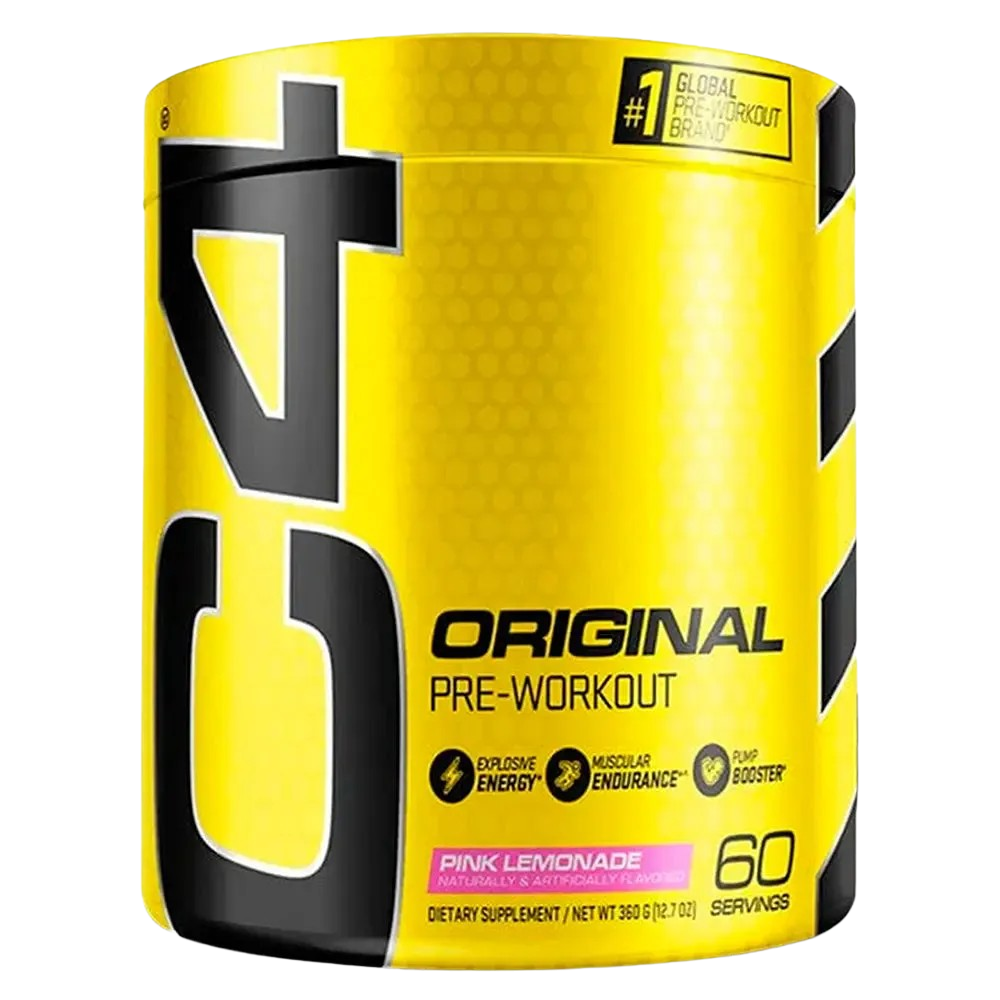 C4
#1
GLOBAL
PRE-WORKOUT
BRAND*
ORIGINAL
PRE-WORKOUT
EXPLOSIVE
ENERGY*
MUSCULAR
ENDURANCE*^
PUMP
BOOSTER*
PINK LEMONADE
NATURALLY & ARTIFICIALLY FLAVORED
DIETARY SUPPLEMENT / NET WT 360 G (12.7 OZ)
60
SERVINGS